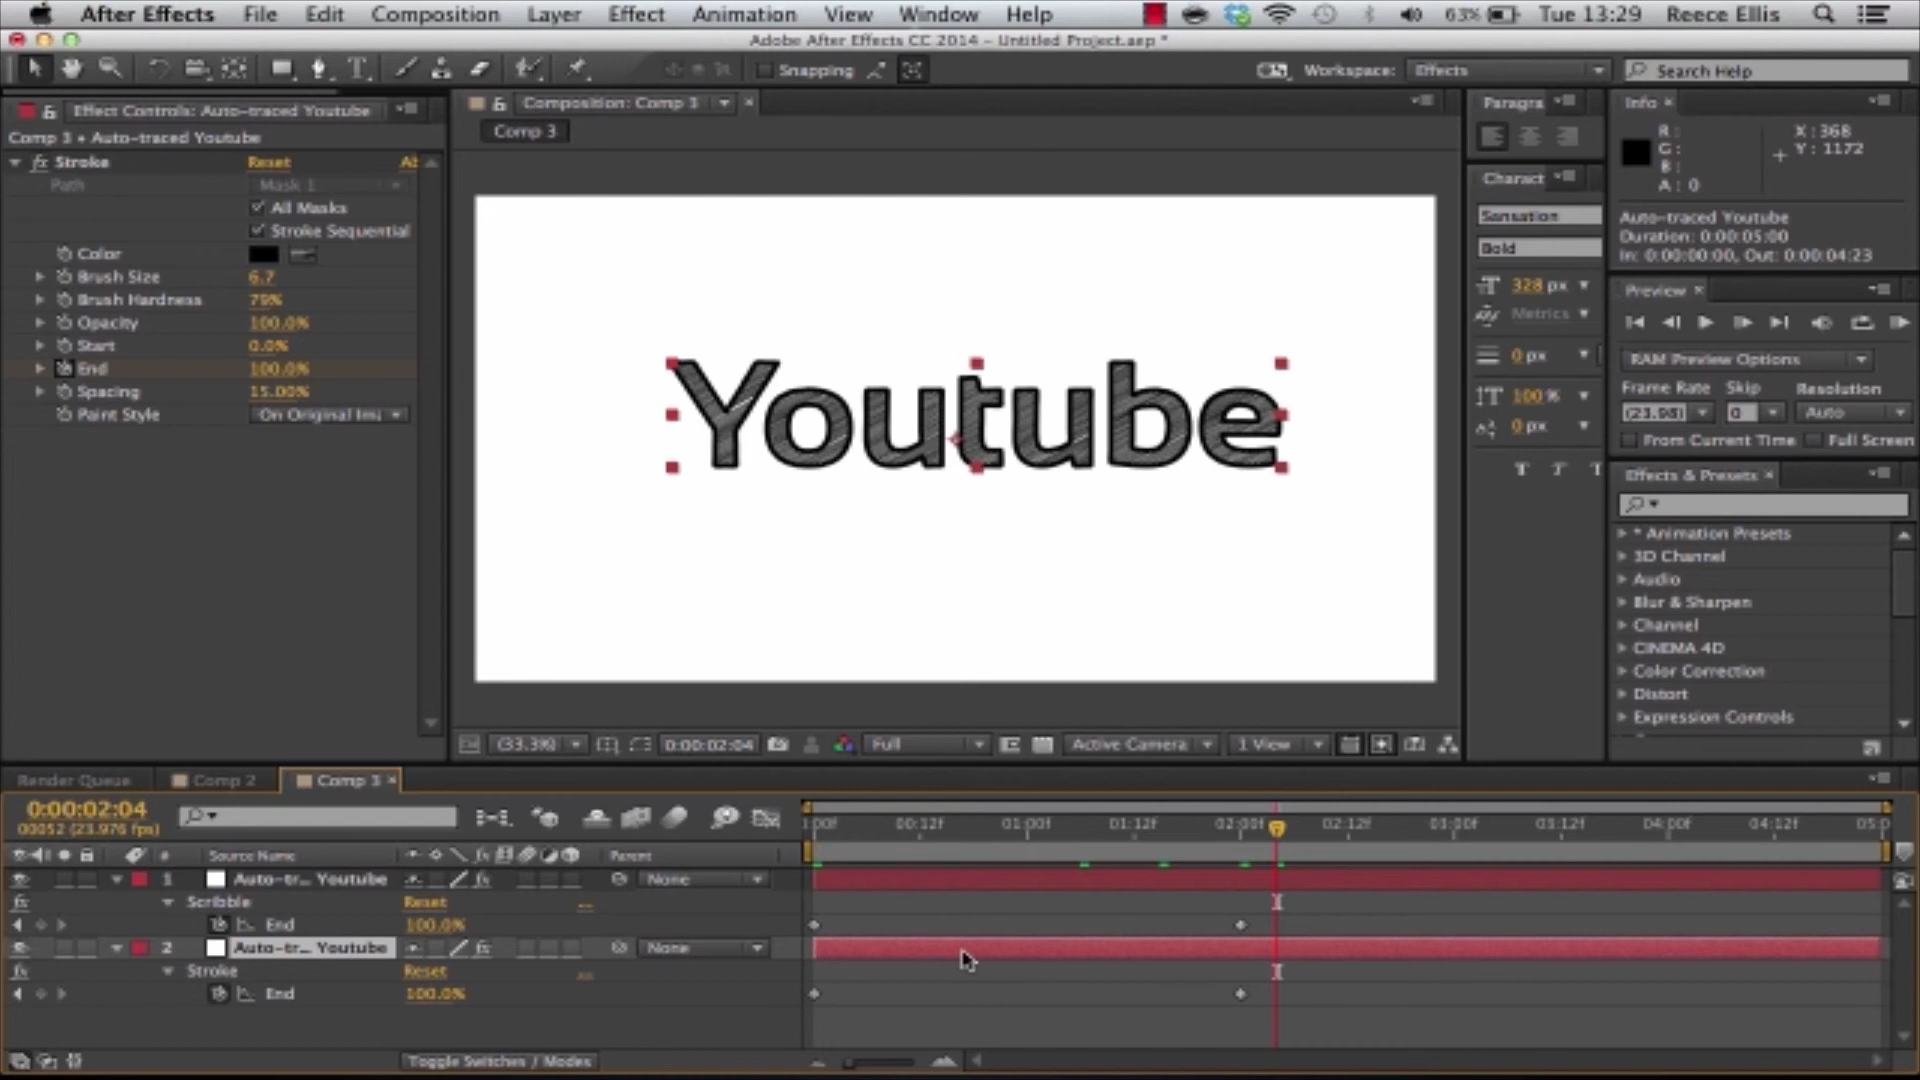 After Effects File Edit Composition Layer Effect Animation View Window Help 63% Tue 13:29 Reece Ellis
Adobe After Effects CC 2014 - Untitled Project.aep *
Snapping Workspace: Effects Search Help
Effect Controls: Auto-traced Youtube
Comp 3 • Auto-traced Youtube
fx Stroke Reset
Path Mask 1
All Masks
Stroke Sequential
Color
Brush Size 6.7
Brush Hardness 79%
Opacity 100.0%
Start 0.0%
End 100.0%
Spacing 15.00%
Paint Style On Original Im
Composition: Comp 3
Comp 3
Youtube
(33.3%) 0:00:02:04 Full Active Camera 1 View
Paragra
Charact
Sansation
Bold
328 px
Metrics
0 px
100 %
0 px
T T T
Info
R :
G :
B :
A : 0
X : 368
Y : 1172
Auto-traced Youtube
Duration: 0:00:05:00
In: 0:00:00:00, Out: 0:00:04:23
Preview
RAM Preview Options
Frame Rate Skip Resolution
(23.98) 0 Auto
From Current Time Full Screen
Effects & Presets
* Animation Presets
3D Channel
Audio
Blur & Sharpen
Channel
CINEMA 4D
Color Correction
Distort
Expression Controls
Render Queue Comp 2 Comp 3
0:00:02:04
00052 (23.976 fps)
00:12f 01:00f 01:12f 02:00f 02:12f 03:00f 03:12f 04:00f 04:12f 05:0
# Source Name Parent
1 Auto-tr... Youtube None
Scribble Reset
End 100.0%
2 Auto-tr... Youtube None
Stroke Reset
End 100.0%
Toggle Switches / Modes